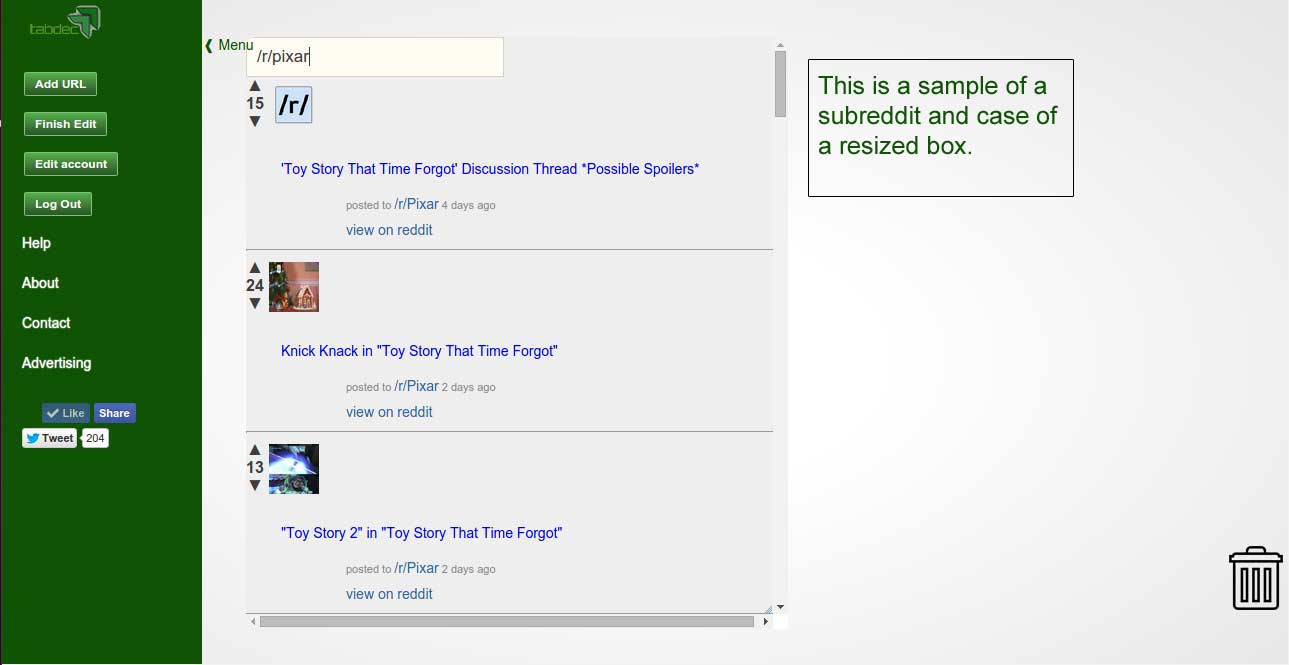 tabdec
Add URL
Finish Edit
Edit account
Log Out
Help
About
Contact
Advertising
Like Share
Tweet 204
❰ Menu
/r/pixar
15
/r/
'Toy Story That Time Forgot' Discussion Thread *Possible Spoilers*
posted to /r/Pixar 4 days ago
view on reddit
24
Knick Knack in "Toy Story That Time Forgot"
posted to /r/Pixar 2 days ago
view on reddit
13
"Toy Story 2" in "Toy Story That Time Forgot"
posted to /r/Pixar 2 days ago
view on reddit
This is a sample of a
subreddit and case of
a resized box.